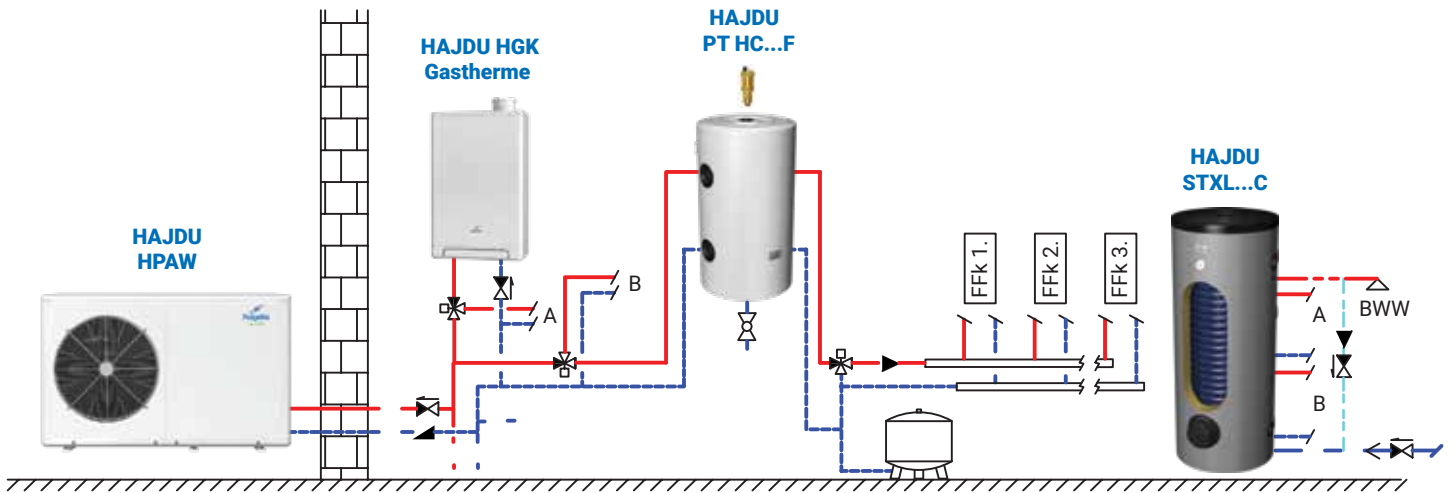 HAJDU
HPAW
HAJDU HGK
Gastherme
HAJDU
PT HC...F
A
B
FFk 1.
FFk 2.
FFk 3.
HAJDU
STXL...C
A
B
BWW